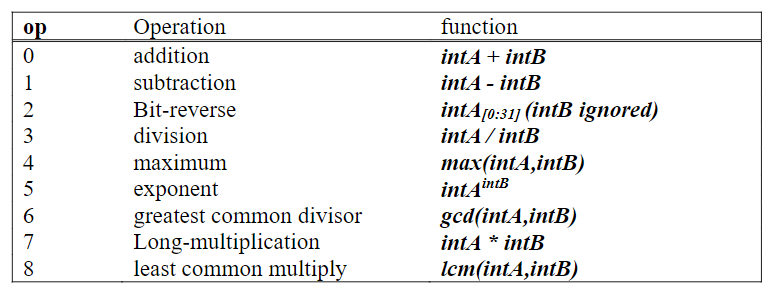 op Operation function
0 addition intA + intB
1 subtraction intA - intB
2 Bit-reverse intA[0:31] (intB ignored)
3 division intA / intB
4 maximum max(intA,intB)
5 exponent intA^intB
6 greatest common divisor gcd(intA,intB)
7 Long-multiplication intA * intB
8 least common multiply lcm(intA,intB)